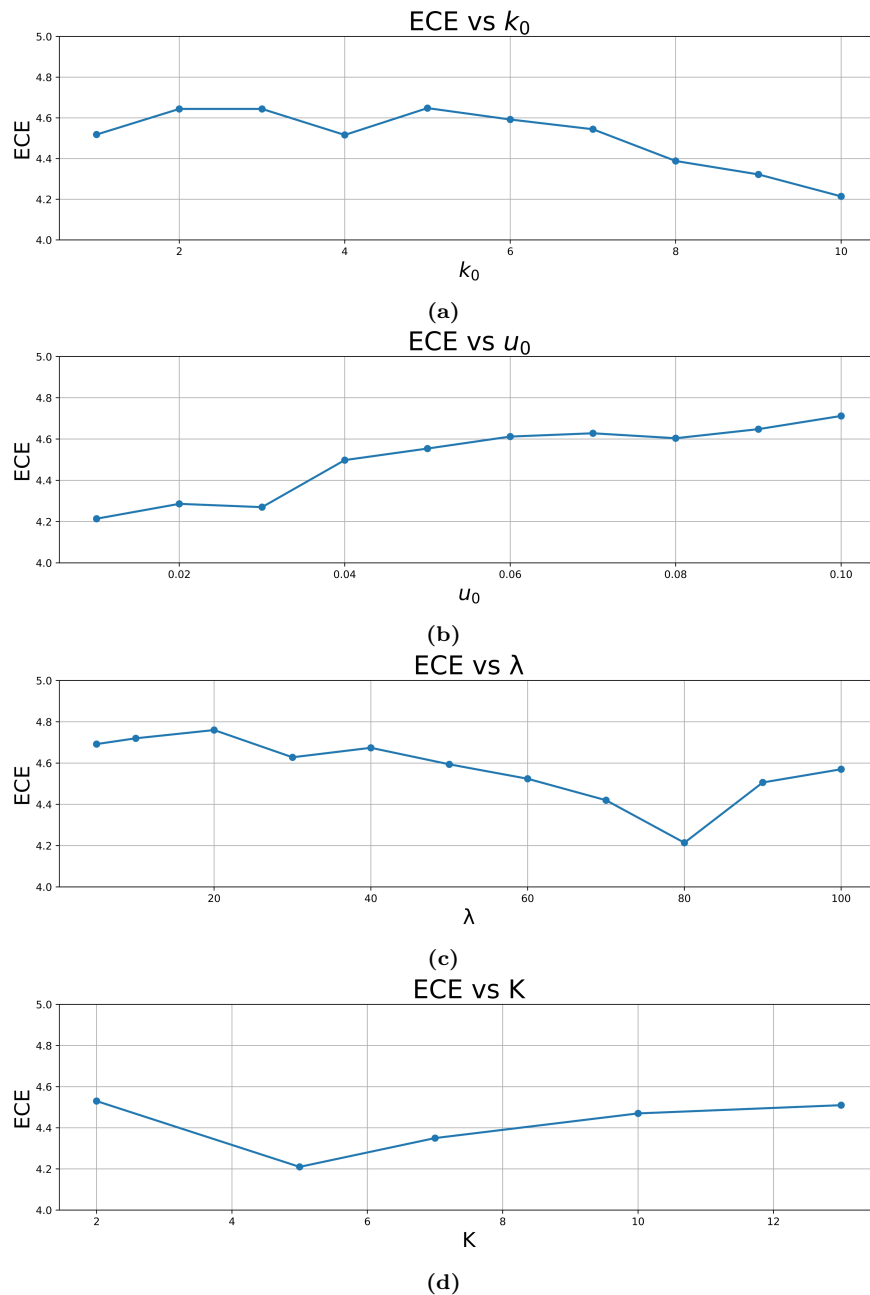 ECE vs k₀
5.0
4.8
4.6
4.4
4.2
4.0
ECE
2 4 6 8 10
k₀
(a)
ECE vs u₀
5.0
4.8
4.6
4.4
4.2
4.0
ECE
0.02 0.04 0.06 0.08 0.10
u₀
(b)
ECE vs λ
5.0
4.8
4.6
4.4
4.2
4.0
ECE
20 40 60 80 100
λ
(c)
ECE vs K
5.0
4.8
4.6
4.4
4.2
4.0
ECE
2 4 6 8 10 12
K
(d)